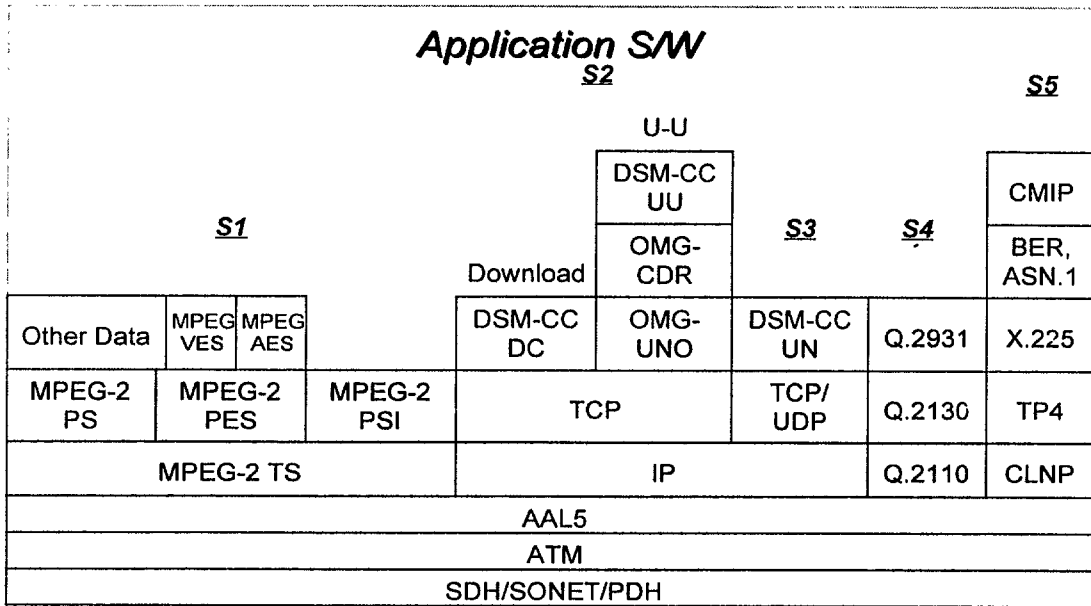 Application S/W
S2
S5
U-U
DSM-CC
UU
CMIP
S1
S3
S4
Download
OMG-
CDR
BER,
ASN.1
Other Data
MPEG
VES
MPEG
AES
DSM-CC
DC
OMG-
UNO
DSM-CC
UN
Q.2931
X.225
MPEG-2
PS
MPEG-2
PES
MPEG-2
PSI
TCP
TCP/
UDP
Q.2130
TP4
MPEG-2 TS
IP
Q.2110
CLNP
AAL5
ATM
SDH/SONET/PDH